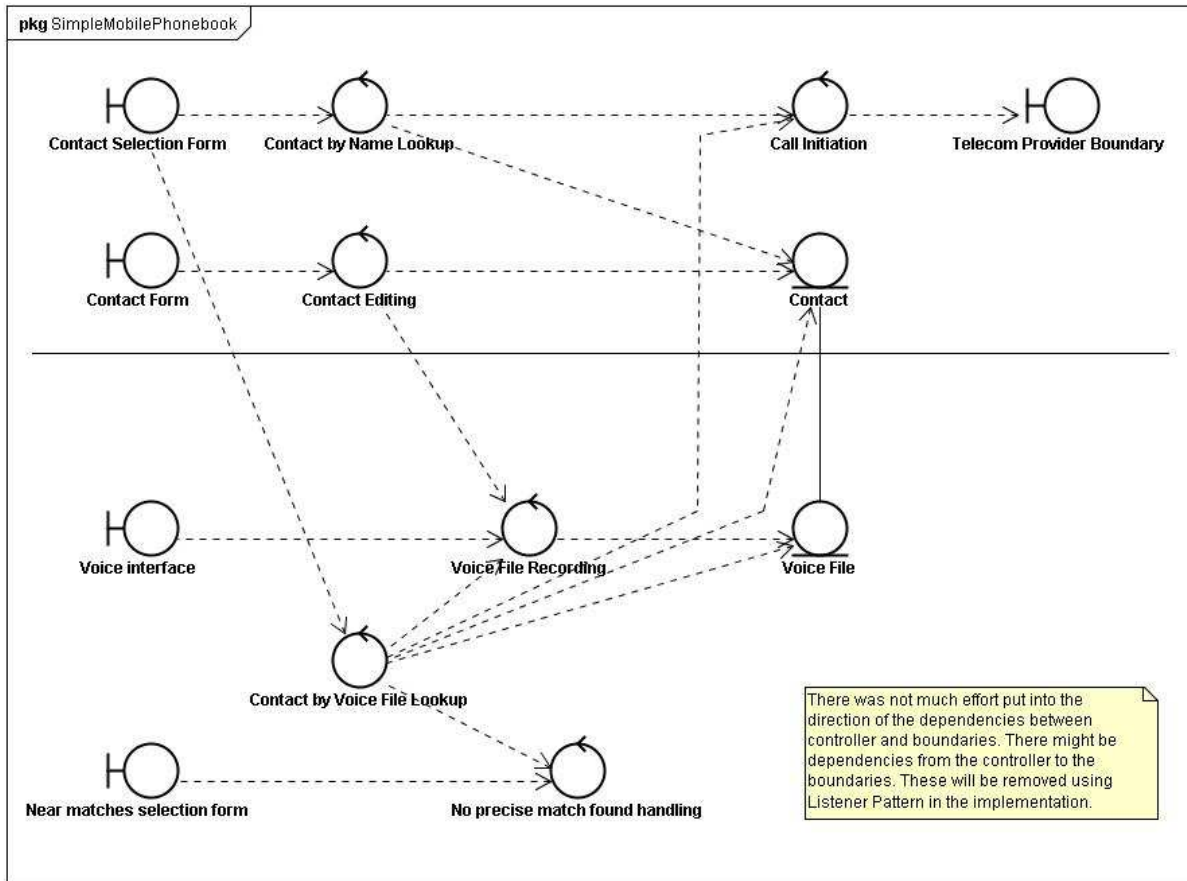 pkg SimpleMobilePhonebook
Contact Selection Form
Contact by Name Lookup
Call Initiation
Telecom Provider Boundary
Contact Form
Contact Editing
Contact
Voice interface
Voice File Recording
Voice File
Contact by Voice File Lookup
There was not much effort put into the
direction of the dependencies between
controller and boundaries. There might be
dependencies from the controller to the
boundaries. These will be removed using
Listener Pattern in the implementation.
Near matches selection form
No precise match found handling